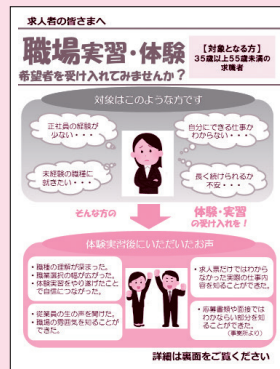 求人者の皆さまへ
職場実習・体験
希望者を受け入れてみませんか？
【対象となる方】
35歳以上55歳未満の
求職者
対象はこのような方です
正社員の経験が
少ない・・・
自分にできる仕事か
わからない・・・
未経験の職種に
就きたい・・・
長く続けられるか
不安・・・
そんな方の
体験・実習
の受け入れを！
体験実習後にいただいたお声
・職種の理解が深まった。
・職業選択の幅が広がった。
・体験実習をやり遂げたこと
で自信につながった。
・求人票だけではわから
なかった実際の仕事内
容を知ることができた。
・従業員の生の声を聞けた。
・職場の雰囲気を知ることが
できた。
・応募書類や面接では
わからない部分を知
ることができた。
（事業所より）
詳細は裏面をご覧ください